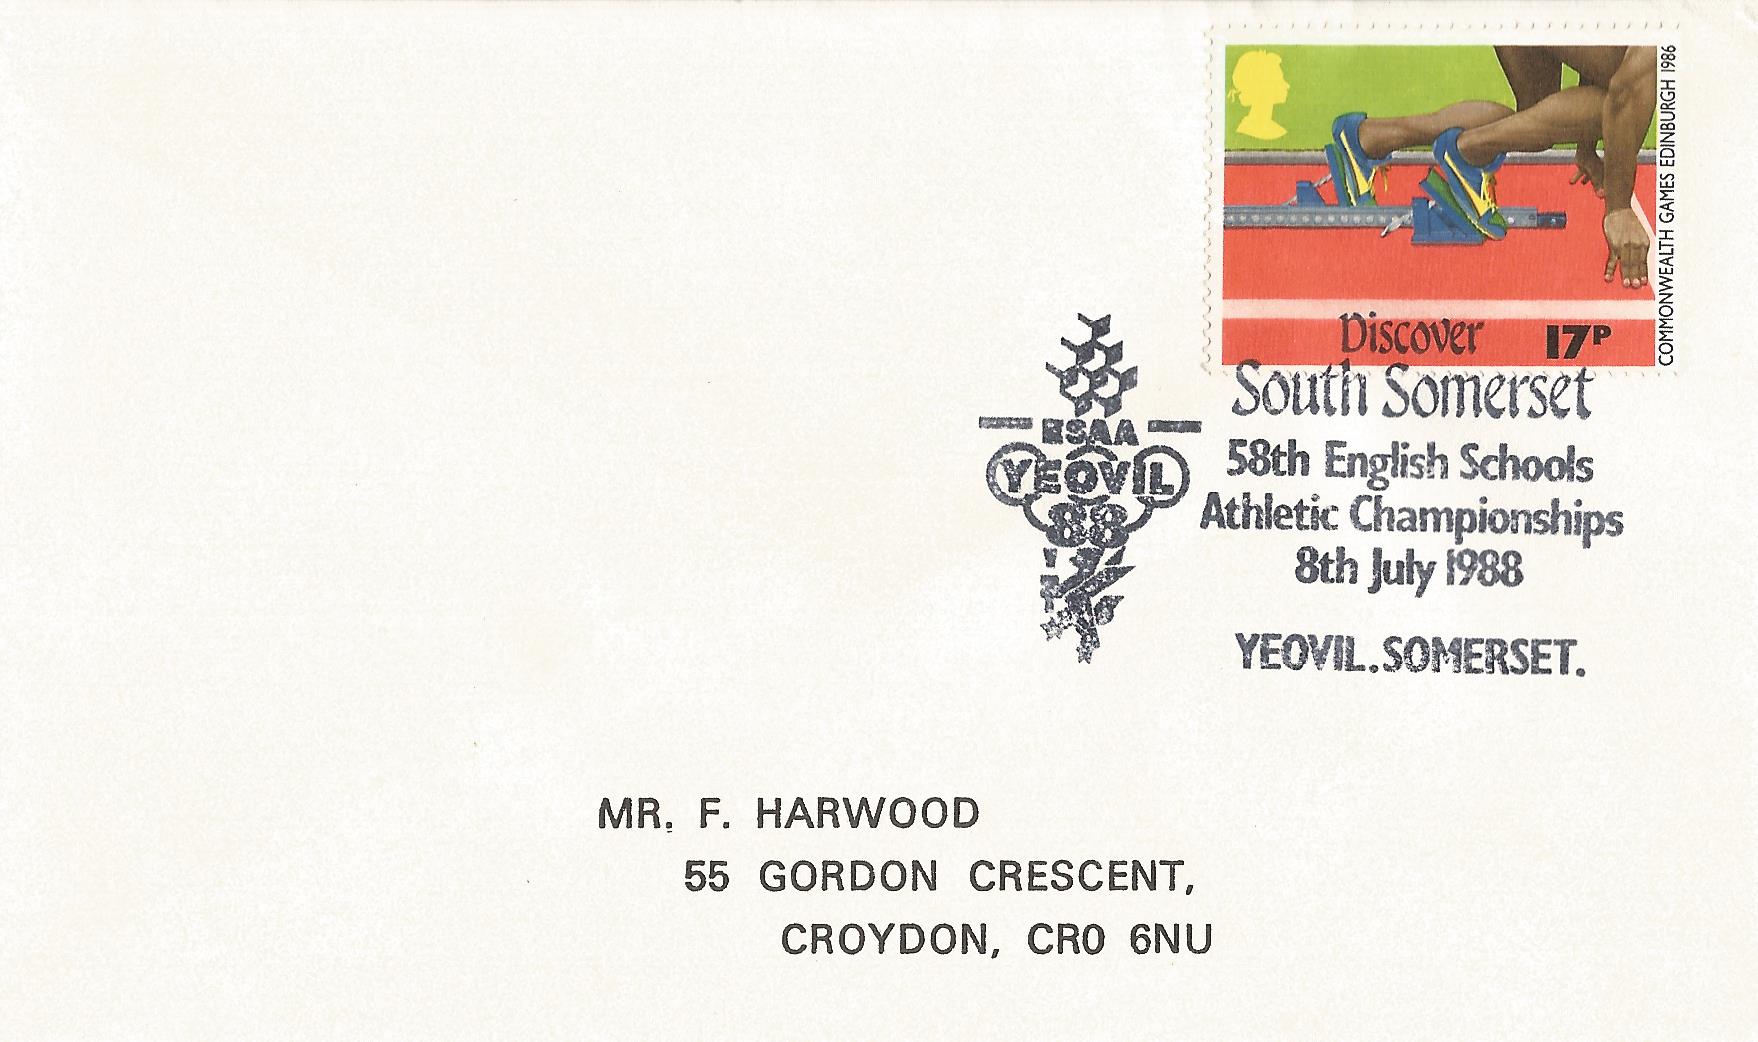 COMMONWEALTH GAMES EDINBURGH 1986
17P
Discover
South Somerset
58th English Schools
Athletic Championships
8th July 1988
YEOVIL.SOMERSET.
ESAA
YEOVIL
88
MR. F. HARWOOD
55 GORDON CRESCENT,
CROYDON, CR0 6NU